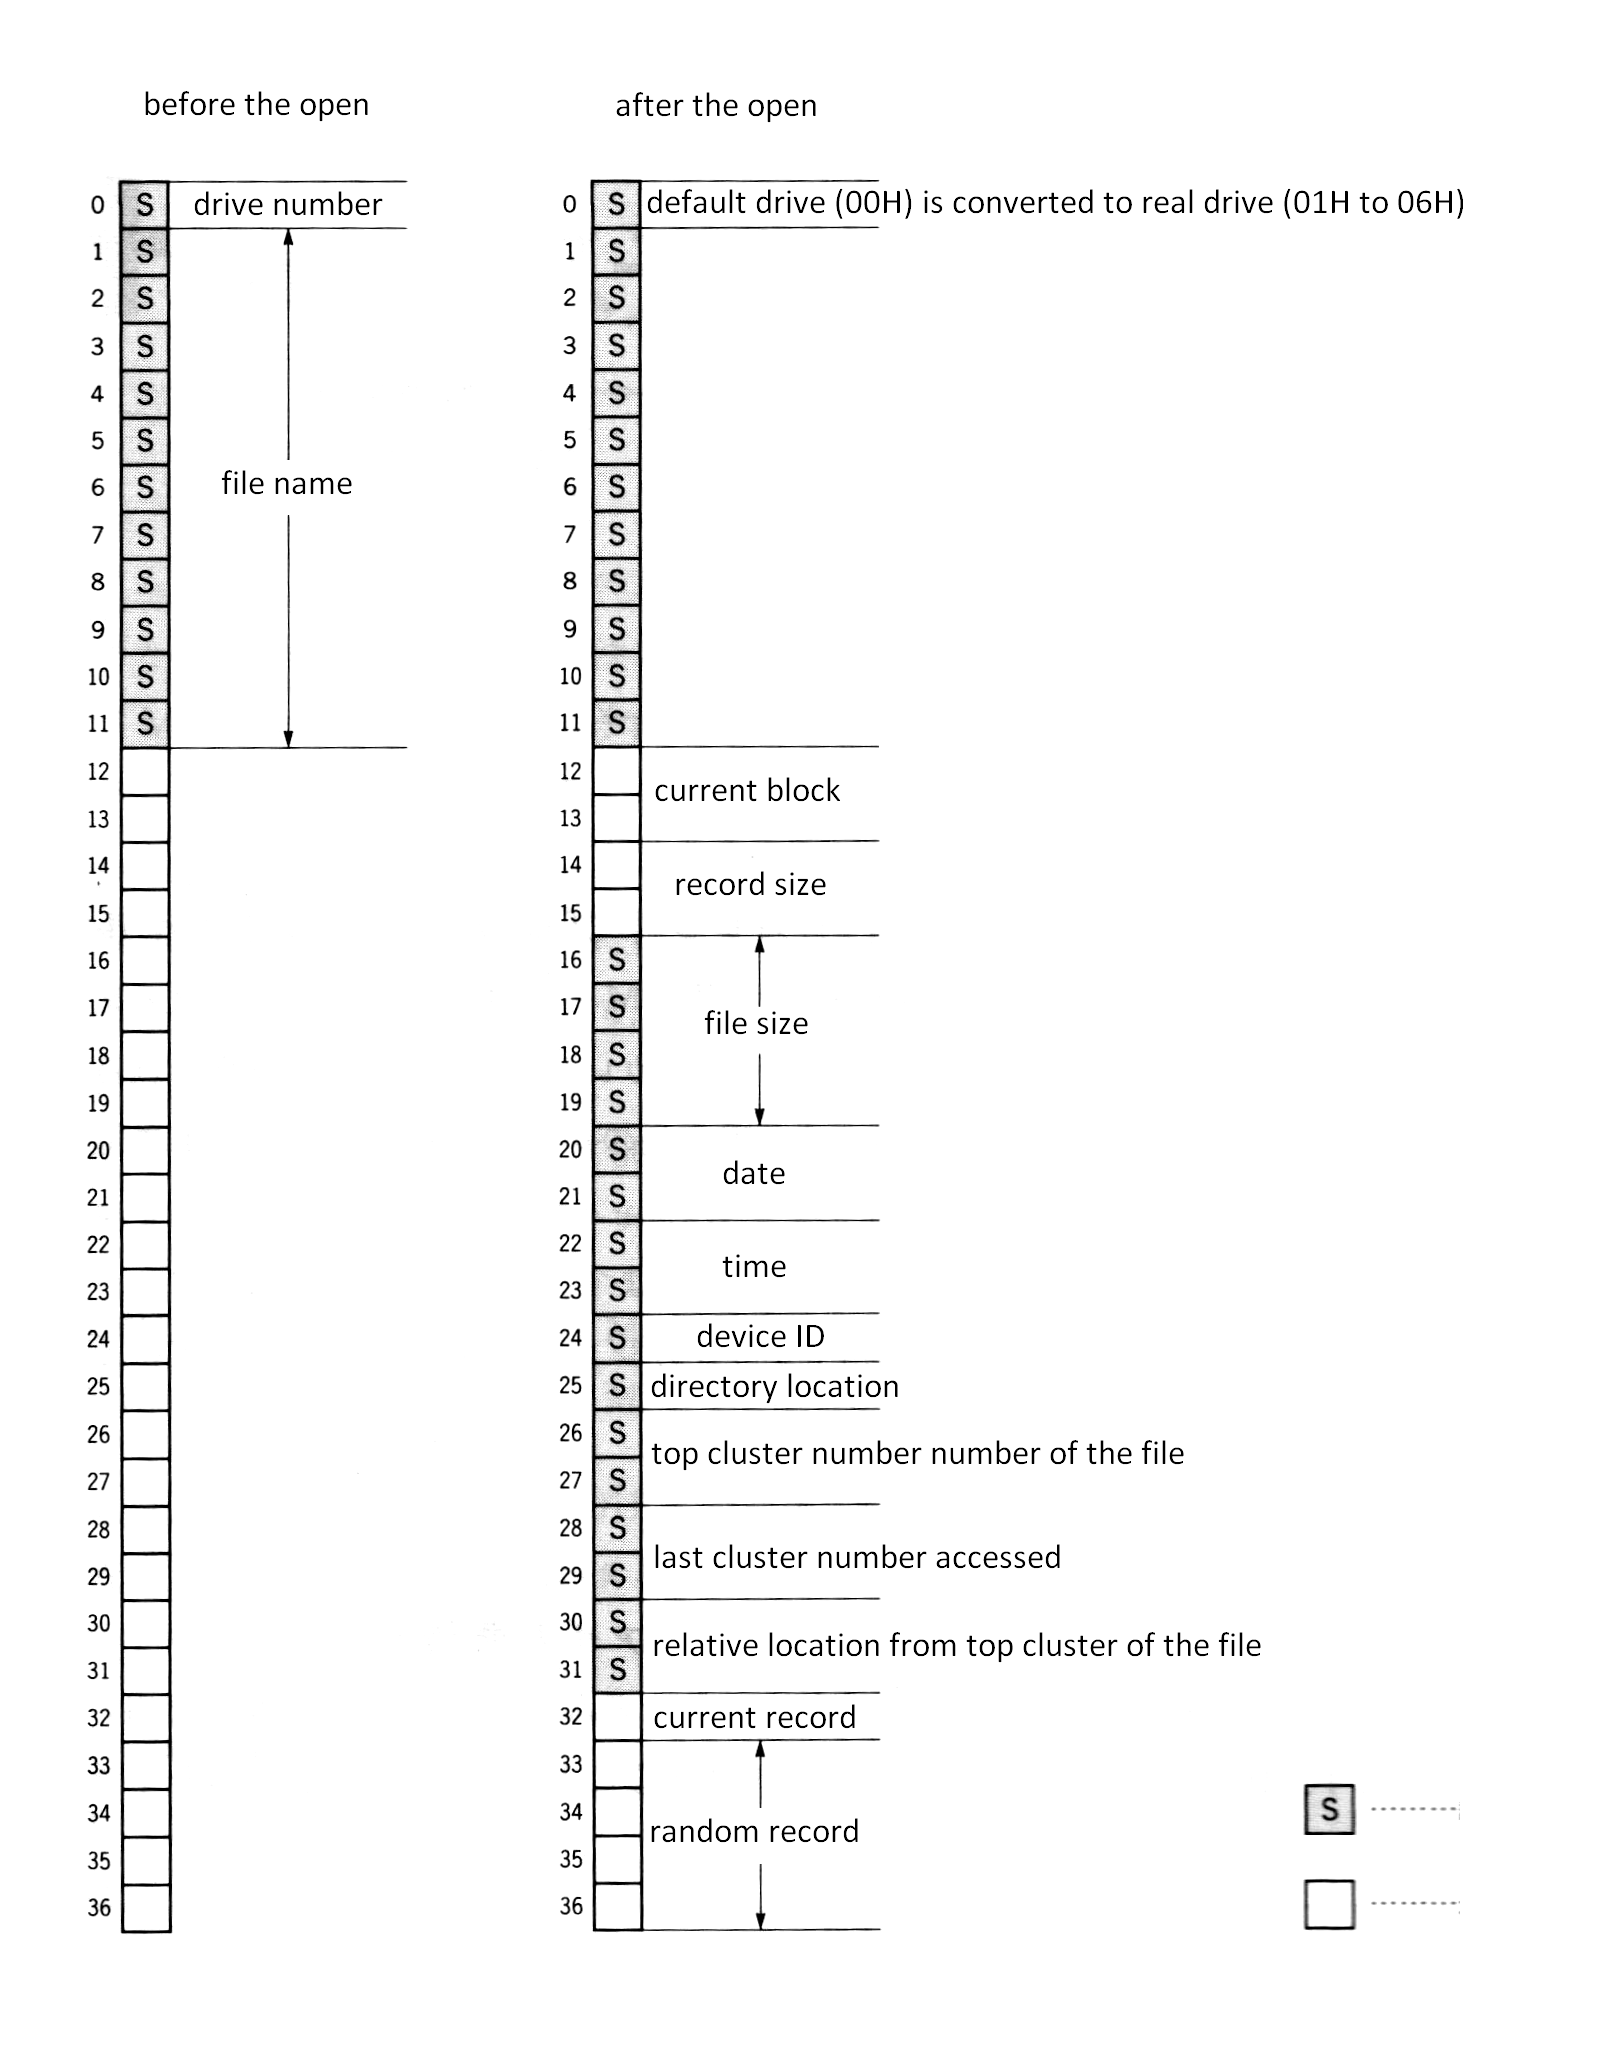 before the open
after the open
0 S drive number
1 S
2 S
3 S
4 S
5 S
6 S file name
7 S
8 S
9 S
10 S
11 S
12
13
14
15
16
17
18
19
20
21
22
23
24
25
26
27
28
29
30
31
32
33
34
35
36
0 S default drive (00H) is converted to real drive (01H to 06H)
1 S
2 S
3 S
4 S
5 S
6 S
7 S
8 S
9 S
10 S
11 S
12
current block
13
14
record size
15
16 S
17 S
file size
18 S
19 S
20 S
date
21 S
22 S
time
23 S
24 S device ID
25 S directory location
26 S
top cluster number number of the file
27 S
28 S
last cluster number accessed
29 S
30 S
relative location from top cluster of the file
31 S
32 current record
33
34
random record
35
36
S